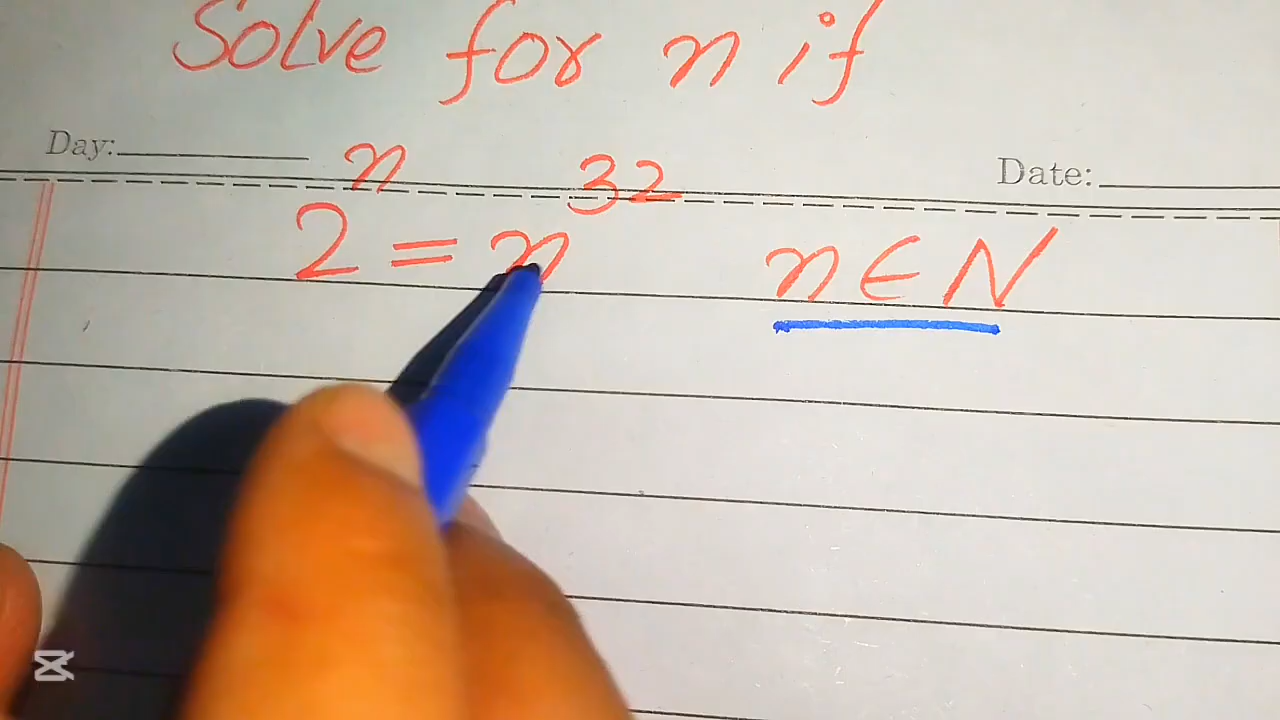 Solve for n if
Day: Date:
2^n = n^32 n ∈ N